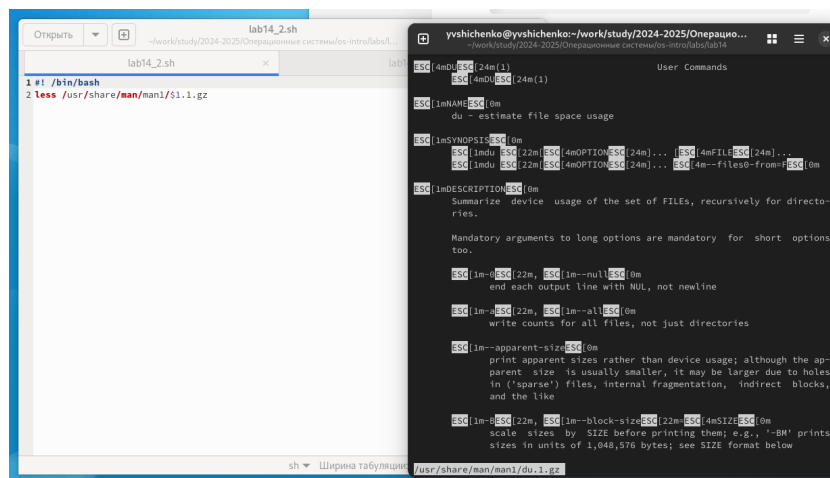 Открыть
lab14_2.sh
~/work/study/2024-2025/Операционные системы/os-intro/labs/l...
lab14_2.sh ×
lab1
1 #! /bin/bash
2 less /usr/share/man/man1/$1.1.gz
sh Ширина табуляции:
yvshichenko@yvshichenko:~/work/study/2024-2025/Операцио...
~/work/study/2024-2025/Операционные системы/os-intro/labs/lab14
ESC[4mDUESC[24m(1) User Commands
ESC[4mDUESC[24m(1)
ESC[1mNAMEESC[0m
du - estimate file space usage
ESC[1mSYNOPSISESC[0m
ESC[1mdu ESC[22m[ESC[4mOPTIONESC[24m]... [ESC[4mFILEESC[24m]...
ESC[1mdu ESC[22m[ESC[4mOPTIONESC[24m]... ESC[4m--files0-from=FESC[0m
ESC[1mDESCRIPTIONESC[0m
Summarize device usage of the set of FILEs, recursively for directo-
ries.
Mandatory arguments to long options are mandatory for short options
too.
ESC[1m-0ESC[22m, ESC[1m--nullESC[0m
end each output line with NUL, not newline
ESC[1m-aESC[22m, ESC[1m--allESC[0m
write counts for all files, not just directories
ESC[1m--apparent-sizeESC[0m
print apparent sizes rather than device usage; although the ap-
parent size is usually smaller, it may be larger due to holes
in ('sparse') files, internal fragmentation, indirect blocks,
and the like
ESC[1m-BESC[22m, ESC[1m--block-sizeESC[22m=ESC[4mSIZEESC[0m
scale sizes by SIZE before printing them; e.g., '-BM' prints
sizes in units of 1,048,576 bytes; see SIZE format below
/usr/share/man/man1/du.1.gz